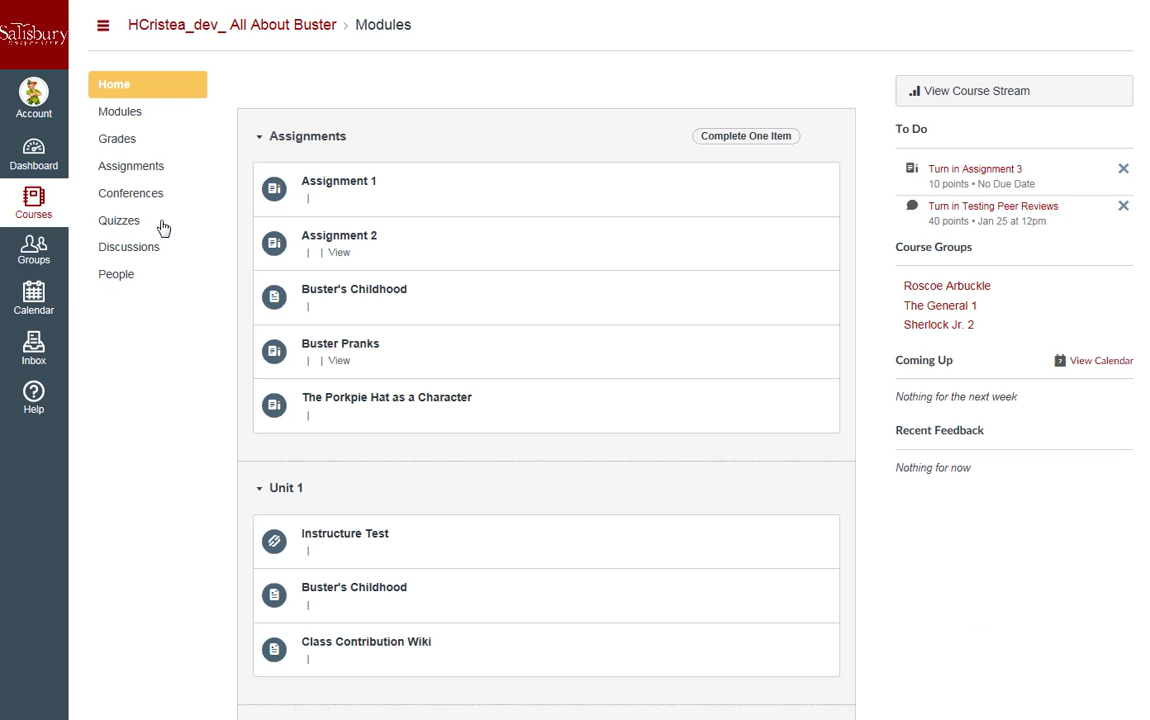 Salisbury
HCristea_dev_ All About Buster › Modules
Account
Dashboard
Courses
Groups
Calendar
Inbox
Help
Home
Modules
Grades
Assignments
Conferences
Quizzes
Discussions
People
Assignments
Complete One Item
Assignment 1
|
Assignment 2
| | View
Buster's Childhood
|
Buster Pranks
| | View
The Porkpie Hat as a Character
|
Unit 1
Instructure Test
|
Buster's Childhood
|
Class Contribution Wiki
|
View Course Stream
To Do
Turn in Assignment 3
10 points • No Due Date
Turn in Testing Peer Reviews
40 points • Jan 25 at 12pm
Course Groups
Roscoe Arbuckle
The General 1
Sherlock Jr. 2
Coming Up
View Calendar
Nothing for the next week
Recent Feedback
Nothing for now